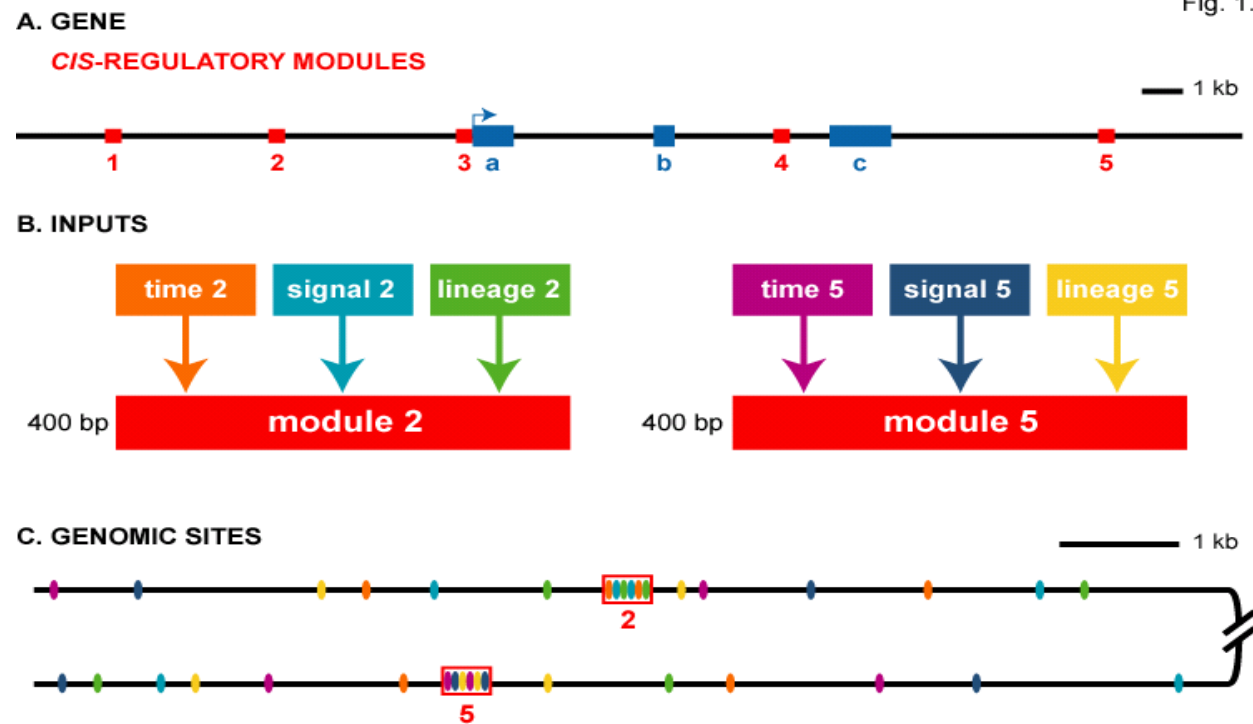 Fig. 1.
A. GENE
CIS-REGULATORY MODULES
1 kb
1 2 3 a b 4 c 5
B. INPUTS
time 2 signal 2 lineage 2 time 5 signal 5 lineage 5
400 bp module 2 400 bp module 5
C. GENOMIC SITES
1 kb
2
5